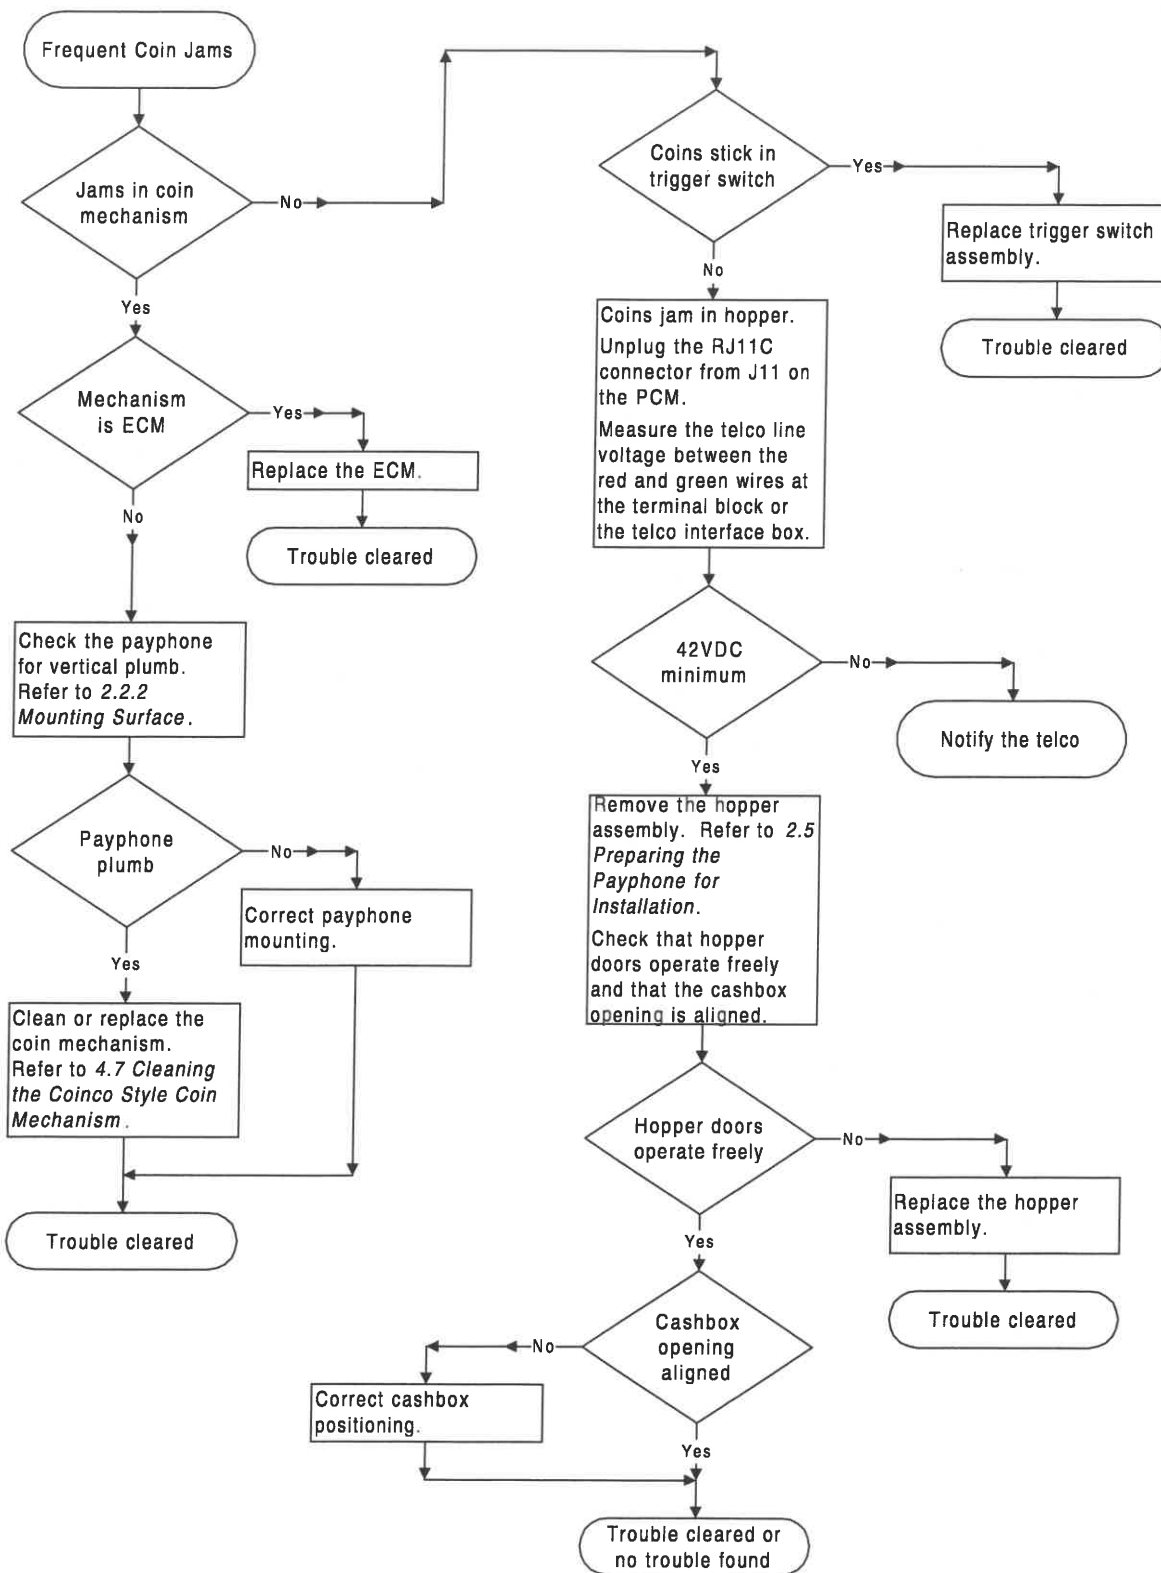 Frequent Coin Jams
Jams in coin
mechanism
No
Yes
Mechanism
is ECM
Yes
Replace the ECM.
Trouble cleared
No
Check the payphone
for vertical plumb.
Refer to 2.2.2
Mounting Surface.
Payphone
plumb
No
Correct payphone
mounting.
Yes
Clean or replace the
coin mechanism.
Refer to 4.7 Cleaning
the Coinco Style Coin
Mechanism.
Trouble cleared
Coins stick in
trigger switch
Yes
Replace trigger switch
assembly.
Trouble cleared
No
Coins jam in hopper.
Unplug the RJ11C
connector from J11 on
the PCM.
Measure the telco line
voltage between the
red and green wires at
the terminal block or
the telco interface box.
42VDC
minimum
No
Notify the telco
Yes
Remove the hopper
assembly. Refer to 2.5
Preparing the
Payphone for
Installation.
Check that hopper
doors operate freely
and that the cashbox
opening is aligned.
Hopper doors
operate freely
No
Replace the hopper
assembly.
Trouble cleared
Yes
Cashbox
opening
aligned
No
Correct cashbox
positioning.
Yes
Trouble cleared or
no trouble found